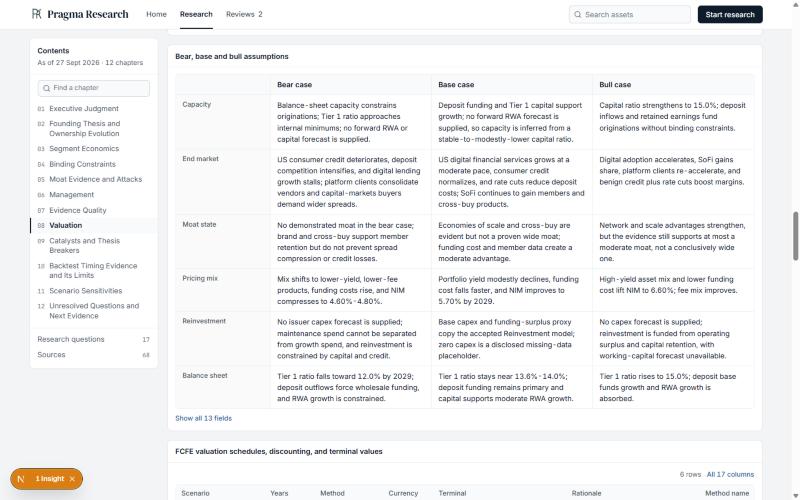 Pragma Research
Home
Research
Reviews 2
Search assets
Start research
Contents
As of 27 Sept 2026 · 12 chapters
Find a chapter
01 Executive Judgment
02 Founding Thesis and
Ownership Evolution
03 Segment Economics
04 Binding Constraints
05 Moat Evidence and Attacks
06 Management
07 Evidence Quality
08 Valuation
09 Catalysts and Thesis
Breakers
10 Backtest Timing Evidence
and Its Limits
11 Scenario Sensitivities
12 Unresolved Questions and
Next Evidence
Research questions 17
Sources 68
Bear, base and bull assumptions
Bear case
Base case
Bull case
Capacity
Balance-sheet capacity constrains
originations; Tier 1 ratio approaches
internal minimums; no forward RWA or
capital forecast is supplied.
Deposit funding and Tier 1 capital support
growth; no forward RWA forecast is
supplied, so capacity is inferred from a
stable-to-modestly-lower capital ratio.
Capital ratio strengthens to 15.0%; deposit
inflows and retained earnings fund
originations without binding constraints.
End market
US consumer credit deteriorates, deposit
competition intensifies, and digital lending
growth stalls; platform clients consolidate
vendors and capital-markets buyers
demand wider spreads.
US digital financial services grows at a
moderate pace, consumer credit
normalizes, and rate cuts reduce deposit
costs; SoFi continues to gain members and
cross-buy products.
Digital adoption accelerates, SoFi gains
share, platform clients re-accelerate, and
benign credit plus rate cuts boost margins.
Moat state
No demonstrated moat in the bear case;
brand and cross-buy support member
retention but do not prevent spread
compression or credit losses.
Economies of scale and cross-buy are
evident but not a proven wide moat;
funding cost and member data create a
moderate advantage.
Network and scale advantages strengthen,
but the evidence still supports at most a
moderate moat, not a conclusively wide
one.
Pricing mix
Mix shifts to lower-yield, lower-fee
products, funding costs rise, and NIM
compresses to 4.60%-4.80%.
Portfolio yield modestly declines, funding
cost falls faster, and NIM improves to
5.70% by 2029.
High-yield asset mix and lower funding
cost lift NIM to 6.60%; fee mix improves.
Reinvestment
No issuer capex forecast is supplied;
maintenance spend cannot be separated
from growth spend, and reinvestment is
constrained by capital and credit.
Base capex and funding-surplus proxy
copy the accepted Reinvestment model;
zero capex is a disclosed missing-data
placeholder.
No capex forecast is supplied;
reinvestment is funded from operating
surplus and capital retention, with
working-capital forecast unavailable.
Balance sheet
Tier 1 ratio falls toward 12.0% by 2029;
deposit outflows force wholesale funding,
and RWA growth is constrained.
Tier 1 ratio stays near 13.6%-14.0%;
deposit funding remains primary and
capital supports moderate RWA growth.
Tier 1 ratio rises to 15.0%; deposit base
funds growth and RWA growth is
absorbed.
Show all 13 fields
FCFE valuation schedules, discounting, and terminal values
6 rows All 17 columns
Scenario
Years
Method
Currency
Terminal
Rationale
Method name
N 1 Insight ×